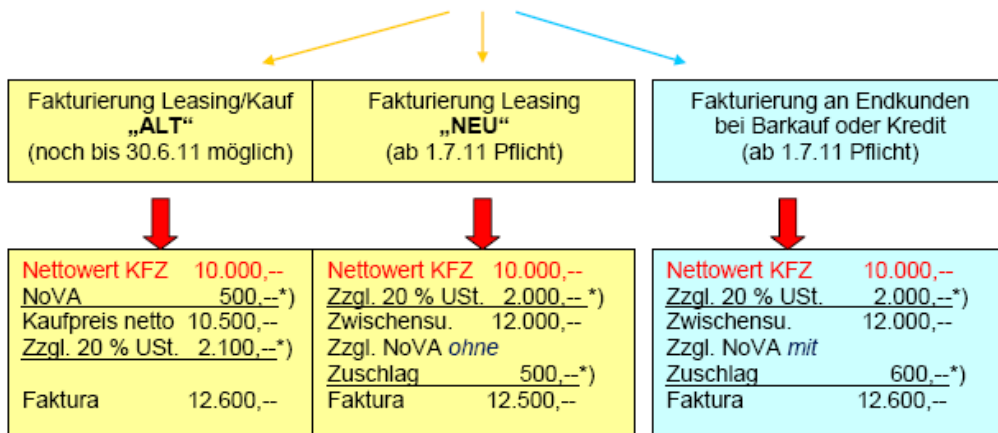 Fakturierung Leasing/Kauf
„ALT“
(noch bis 30.6.11 möglich)
Fakturierung Leasing
„NEU“
(ab 1.7.11 Pflicht)
Fakturierung an Endkunden
bei Barkauf oder Kredit
(ab 1.7.11 Pflicht)
Nettowert KFZ 10.000,--
NoVA 500,--*)
Kaufpreis netto 10.500,--
Zzgl. 20 % USt. 2.100,--*)
Faktura 12.600,--
Nettowert KFZ 10.000,--
Zzgl. 20 % USt. 2.000,--*)
Zwischensu. 12.000,--
Zzgl. NoVA ohne
Zuschlag 500,--*)
Faktura 12.500,--
Nettowert KFZ 10.000,--
Zzgl. 20 % USt. 2.000,--*)
Zwischensu. 12.000,--
Zzgl. NoVA mit
Zuschlag 600,--*)
Faktura 12.600,--